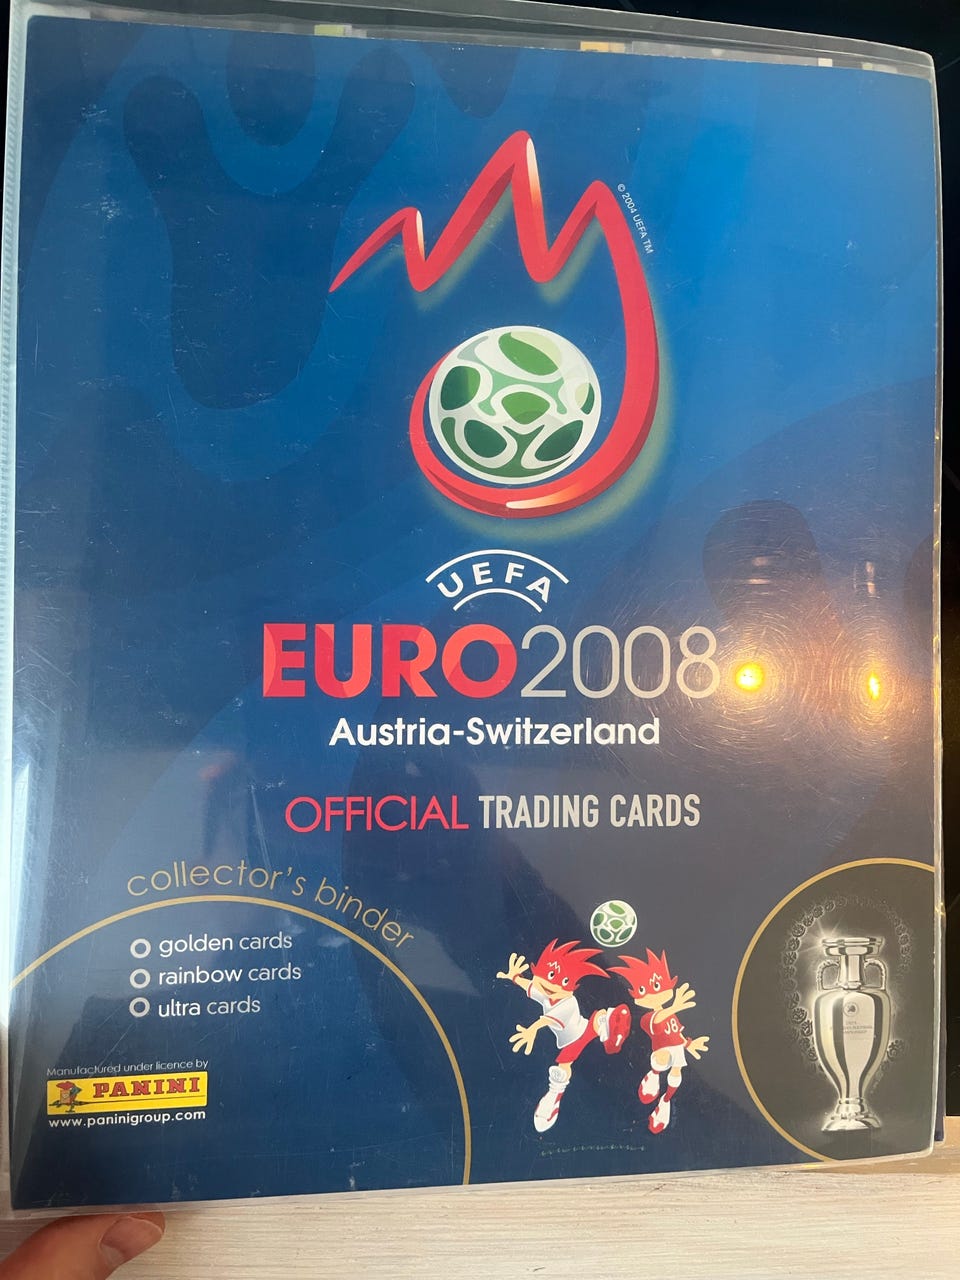 © 2004 UEFA TM
UEFA
EURO2008
Austria-Switzerland
OFFICIAL TRADING CARDS
collector's binder
golden cards
rainbow cards
ultra cards
Manufactured under licence by
PANINI
www.paninigroup.com
J8